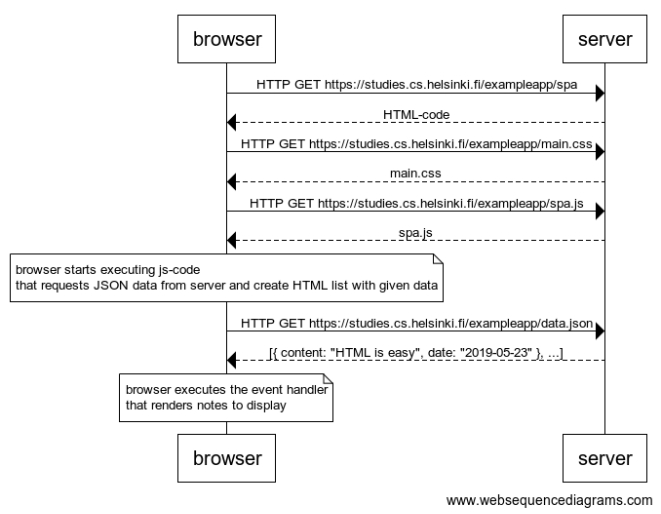 browser
server
HTTP GET https://studies.cs.helsinki.fi/exampleapp/spa
HTML-code
HTTP GET https://studies.cs.helsinki.fi/exampleapp/main.css
main.css
HTTP GET https://studies.cs.helsinki.fi/exampleapp/spa.js
spa.js
browser starts executing js-code
that requests JSON data from server and create HTML list with given data
HTTP GET https://studies.cs.helsinki.fi/exampleapp/data.json
[{ content: "HTML is easy", date: "2019-05-23" }, ...]
browser executes the event handler
that renders notes to display
browser
server
www.websequencediagrams.com